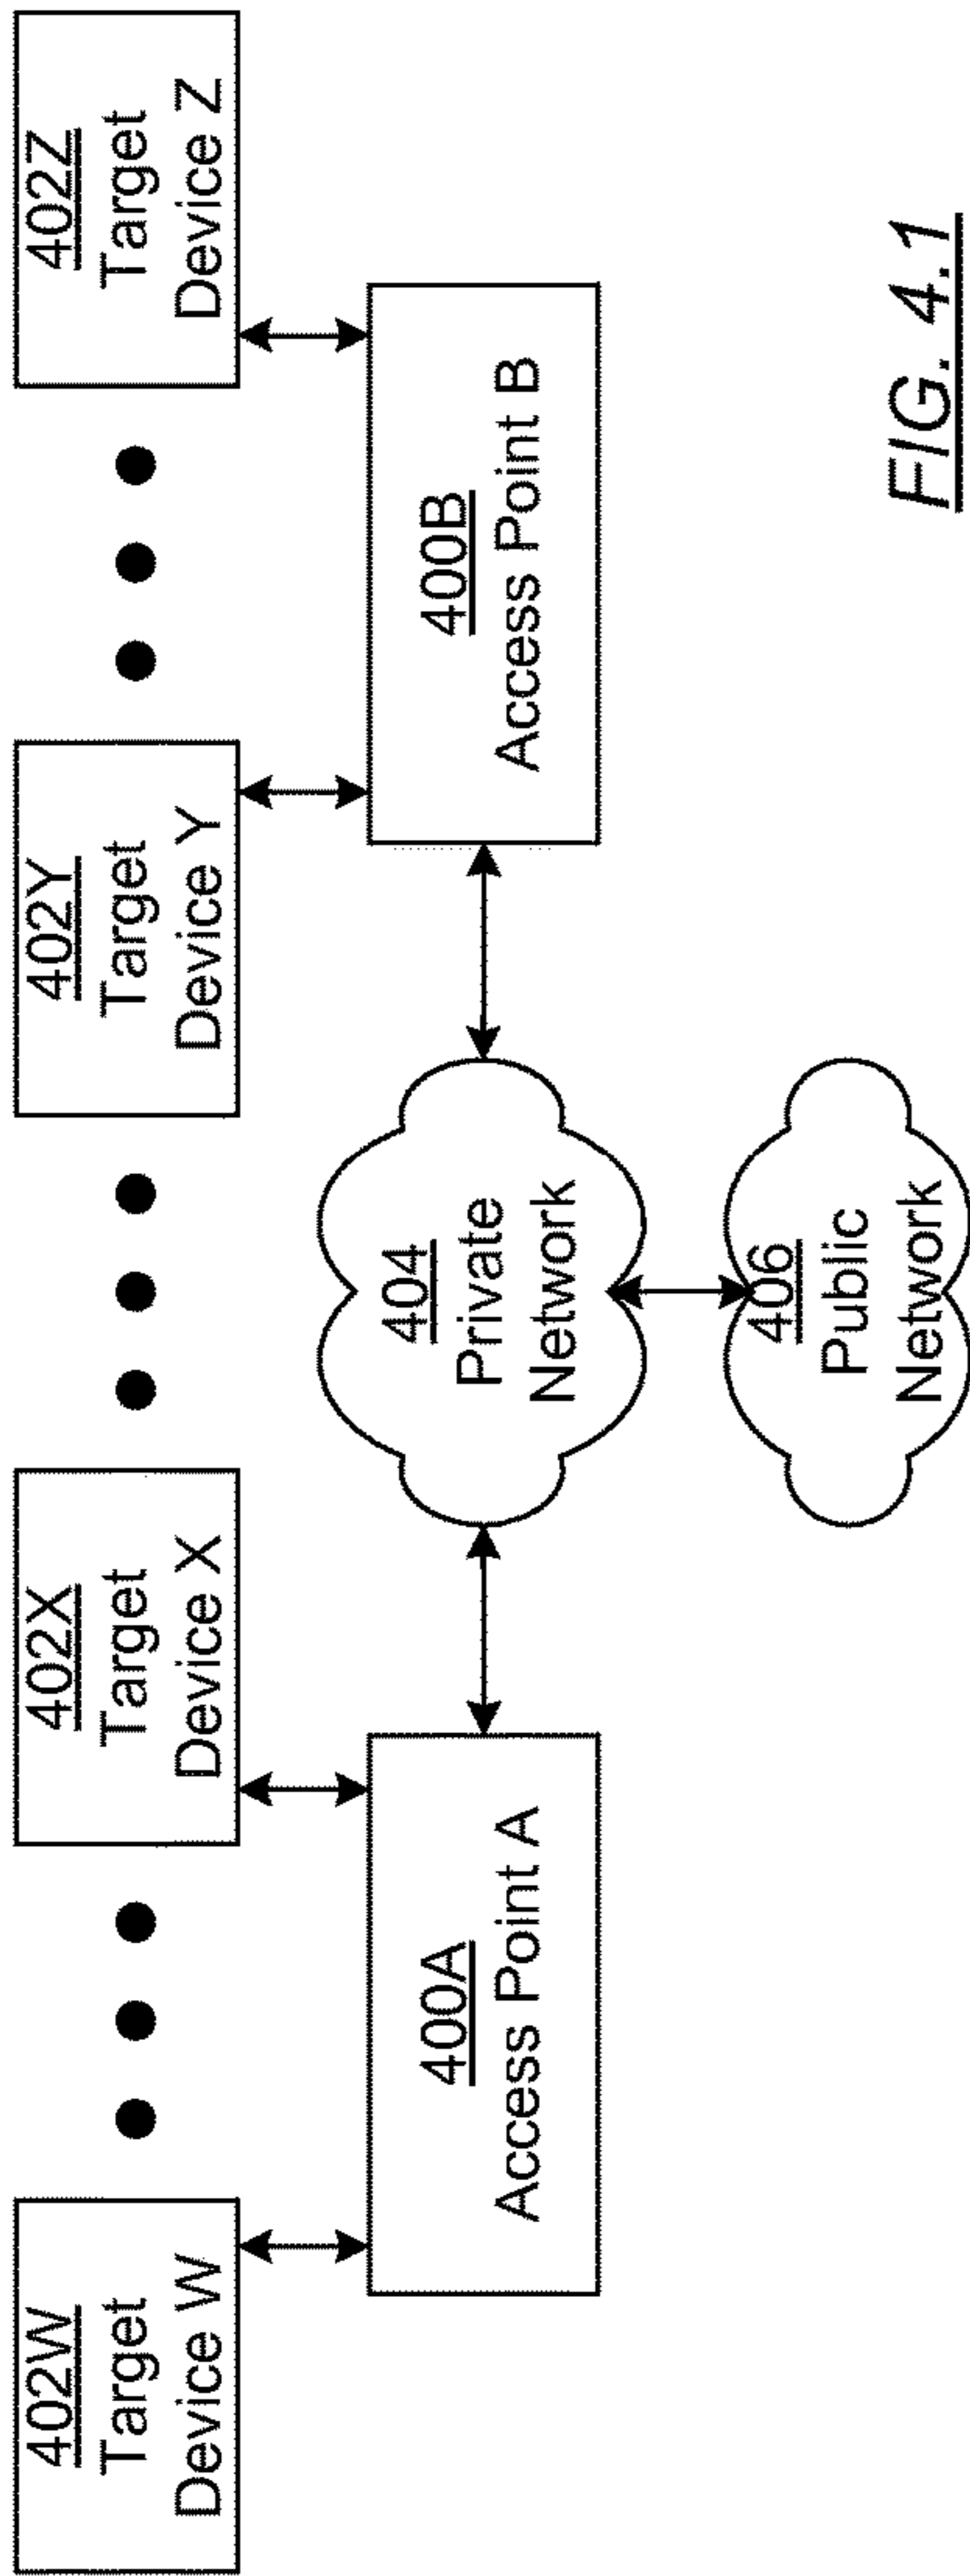 402W
Target
Device W
402X
Target
Device X
402Y
Target
Device Y
402Z
Target
Device Z
400A
Access Point A
404
Private
Network
400B
Access Point B
406
Public
Network
FIG. 4.1